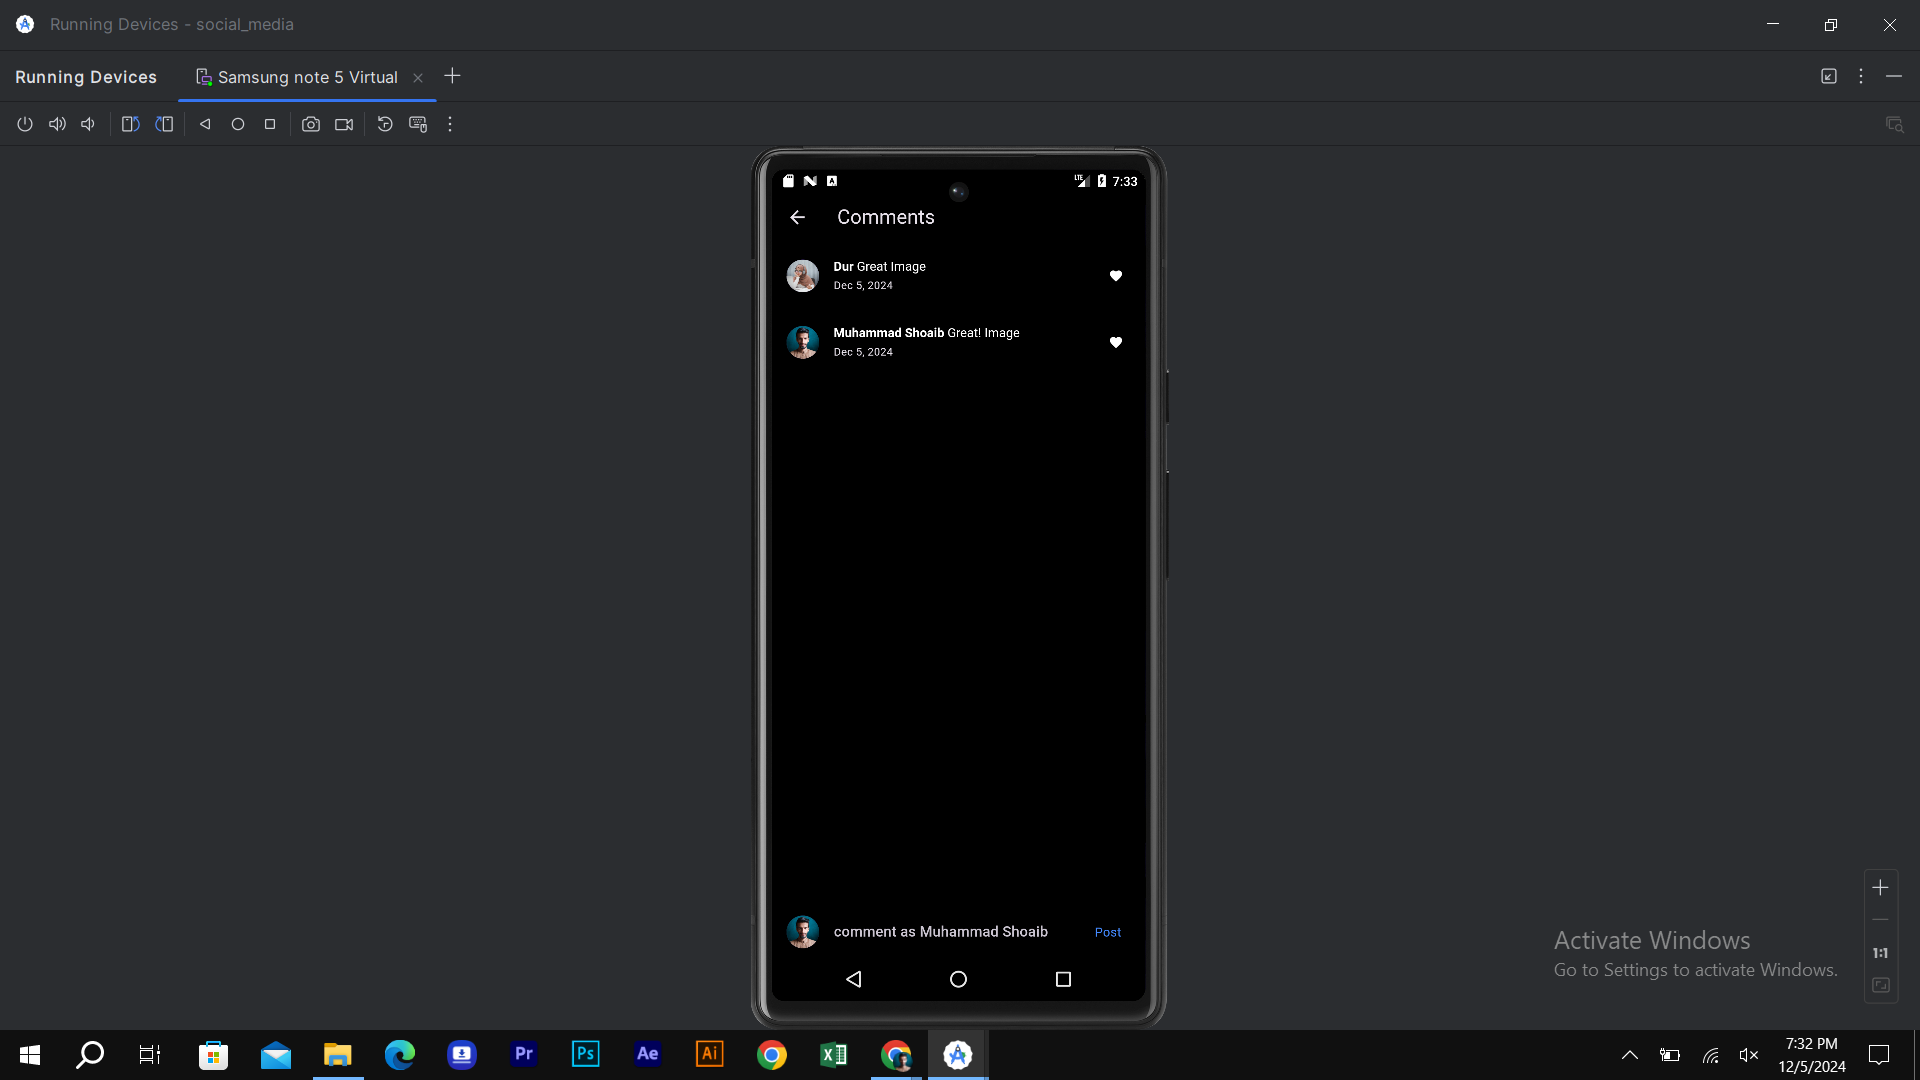 Running Devices - social_media
Running Devices
Samsung note 5 Virtual
LTE
7:33
Comments
Dur Great Image
Dec 5, 2024
Muhammad Shoaib Great! Image
Dec 5, 2024
comment as Muhammad Shoaib
Post
Activate Windows
Go to Settings to activate Windows.
1:1
Pr
Ps
Ae
Ai
7:32 PM
12/5/2024